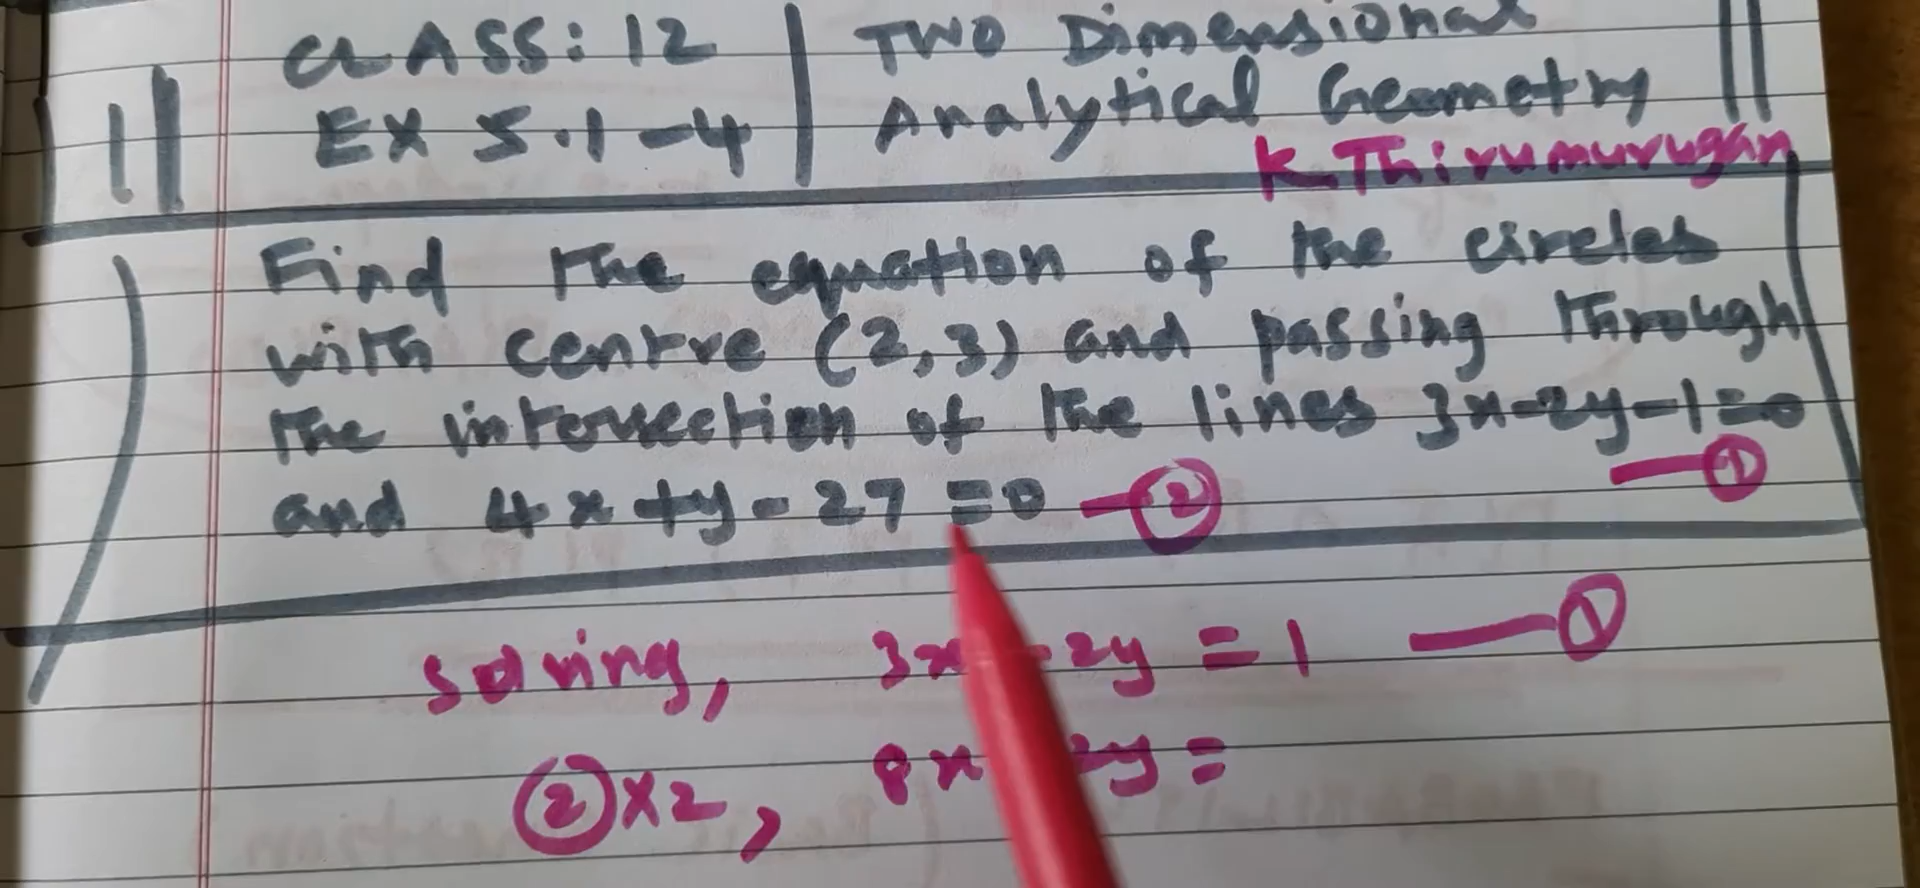 CLASS: 12
EX 5.1-4
TWO Dimensional
Analytical Geometry
K. Thirumurugan
Find the equation of the circles
with centre (2,3) and passing through
the intersection of the lines 3x-2y-1=0
—①
and 4x+y-27=0 —②
solving, 3x-2y=1 —①
②x2, 8x 2y=